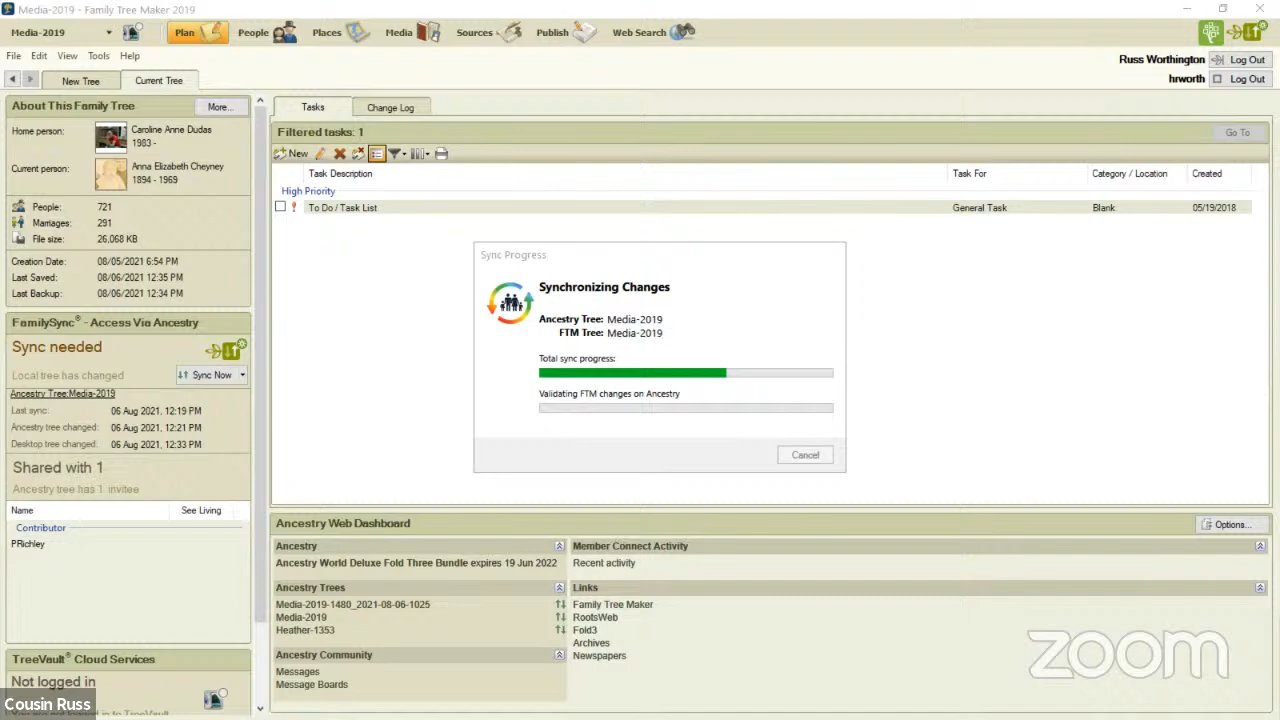 Media-2019 - Family Tree Maker 2019
Media-2019 Plan People Places Media Sources Publish Web Search
File Edit View Tools Help
Russ Worthington Log Out
hrworth Log Out
New Tree Current Tree
About This Family Tree More...
Home person: Caroline Anne Dudas
1983 -
Current person: Anna Elizabeth Cheyney
1894 - 1969
People: 721
Marriages: 291
File size: 26,068 KB
Creation Date: 08/05/2021 6:54 PM
Last Saved: 08/06/2021 12:35 PM
Last Backup: 08/06/2021 12:34 PM
FamilySync® - Access Via Ancestry
Sync needed
Local tree has changed Sync Now
Ancestry Tree:Media-2019
Last sync: 06 Aug 2021, 12:19 PM
Ancestry tree changed: 06 Aug 2021, 12:21 PM
Desktop tree changed: 06 Aug 2021, 12:33 PM
Shared with 1
Ancestry tree has 1 invitee
Name See Living
Contributor
PRichley
TreeVault® Cloud Services
Not logged in
Cousin Russ
Tasks Change Log
Filtered tasks: 1 Go To
New
Task Description Task For Category / Location Created
High Priority
To Do / Task List General Task Blank 05/19/2018
Sync Progress
Synchronizing Changes
Ancestry Tree: Media-2019
FTM Tree: Media-2019
Total sync progress:
Validating FTM changes on Ancestry
Cancel
Ancestry Web Dashboard Options...
Ancestry
Ancestry World Deluxe Fold Three Bundle expires 19 Jun 2022
Ancestry Trees
Media-2019-1480_2021-08-06-1025
Media-2019
Heather-1353
Ancestry Community
Messages
Message Boards
Member Connect Activity
Recent activity
Links
Family Tree Maker
RootsWeb
Fold3
Archives
Newspapers
zoom